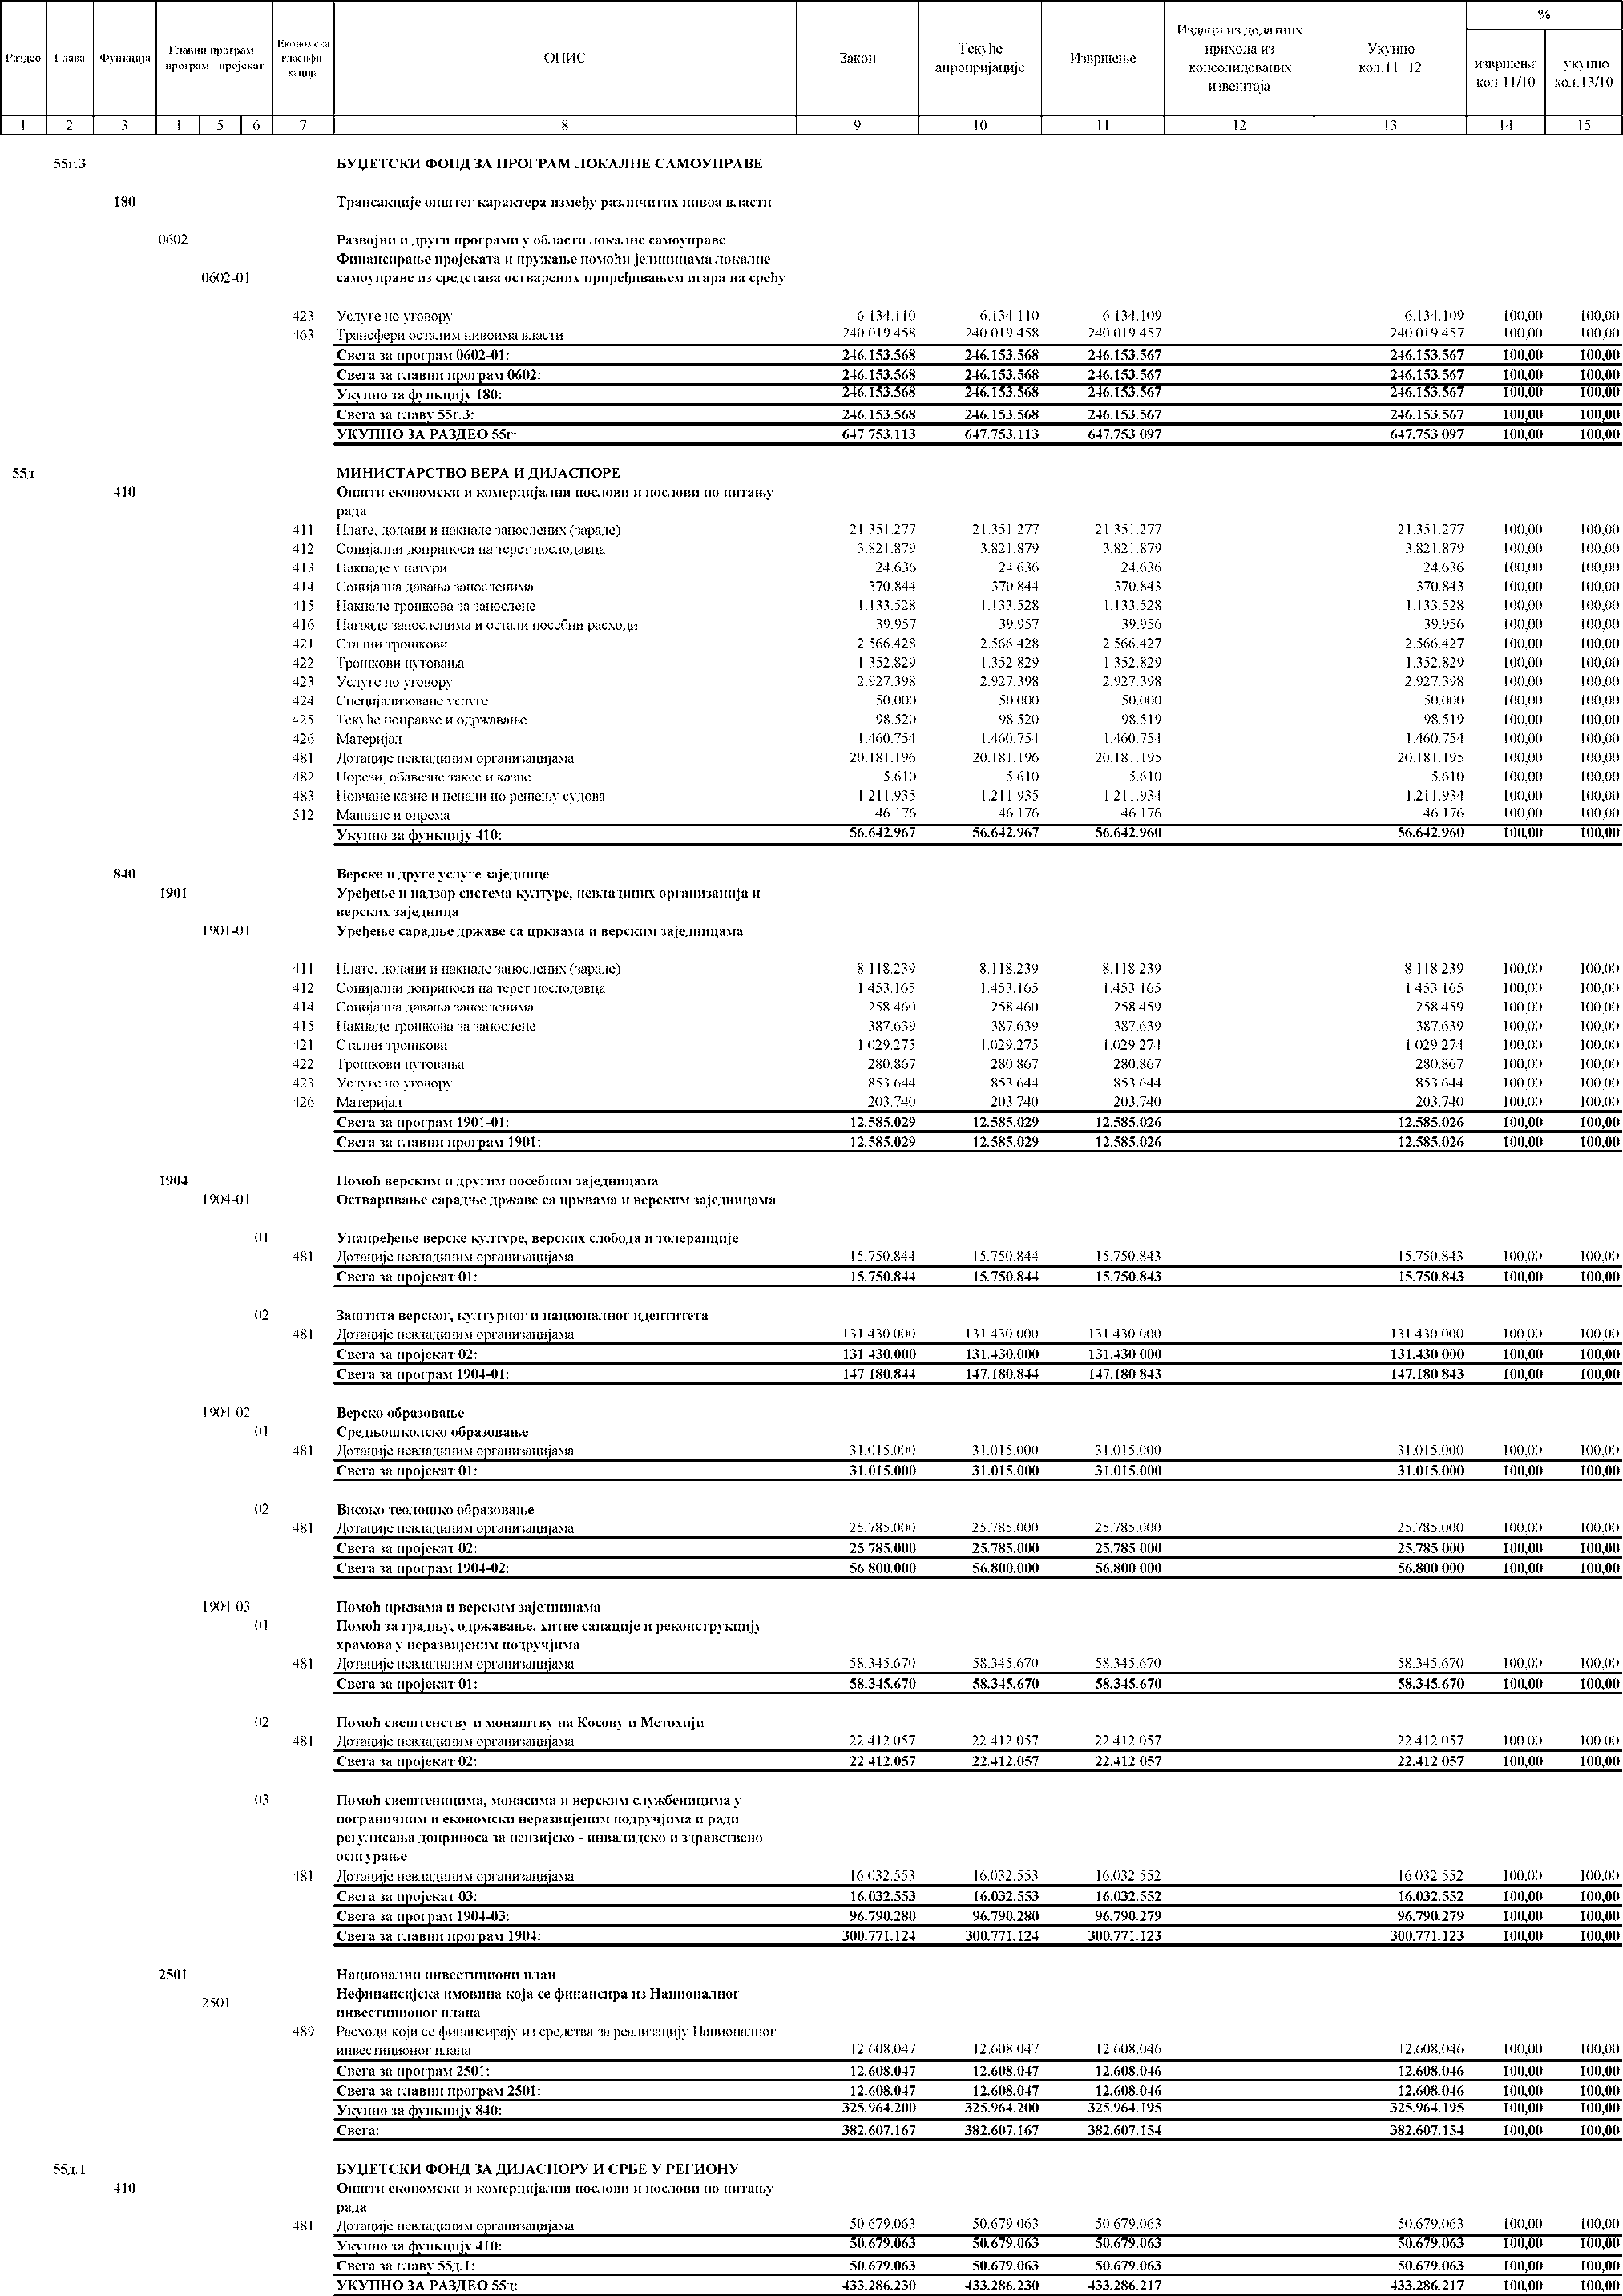 Раздео Глава Функција Главни програм програм пројекат Економска класифи-кација ОПИС Закон Текуће апропријације Извршење Издаци из додатних прихода из консолидованих извештаја Укупно кол.11+12 % извршења кол.11/10 укупно кол.13/10
1 2 3 4 5 6 7 8 9 10 11 12 13 14 15
55г.3 БУЏЕТСКИ ФОНД ЗА ПРОГРАМ ЛОКАЛНЕ САМОУПРАВЕ
180 Трансакције општег карактера између различитих нивоа власти
0602 Развојни и други програми у области локалне самоуправе
Финансирање пројеката и пружање помоћи јединицама локалне
0602-01 самоуправе из средстава остварених приређивањем игара на срећу
423 Услуге по уговору 6.134.110 6.134.110 6.134.109 6.134.109 100,00 100,00
463 Трансфери осталим нивоима власти 240.019.458 240.019.458 240.019.457 240.019.457 100,00 100,00
Свега за програм 0602-01: 246.153.568 246.153.568 246.153.567 246.153.567 100,00 100,00
Свега за главни програм 0602: 246.153.568 246.153.568 246.153.567 246.153.567 100,00 100,00
Укупно за функцију 180: 246.153.568 246.153.568 246.153.567 246.153.567 100,00 100,00
Свега за главу 55г.3: 246.153.568 246.153.568 246.153.567 246.153.567 100,00 100,00
УКУПНО ЗА РАЗДЕО 55г: 647.753.113 647.753.113 647.753.097 647.753.097 100,00 100,00
55д МИНИСТАРСТВО ВЕРА И ДИЈАСПОРЕ
410 Општи економски и комерцијални послови и послови по питању
рада
411 Плате, додаци и накнаде запослених (зараде) 21.351.277 21.351.277 21.351.277 21.351.277 100,00 100,00
412 Социјални доприноси на терет послодавца 3.821.879 3.821.879 3.821.879 3.821.879 100,00 100,00
413 Накнаде у натури 24.636 24.636 24.636 24.636 100,00 100,00
414 Социјална давања запосленима 370.844 370.844 370.843 370.843 100,00 100,00
415 Накнаде трошкова за запослене 1.133.528 1.133.528 1.133.528 1.133.528 100,00 100,00
416 Награде запосленима и остали посебни расходи 39.957 39.957 39.956 39.956 100,00 100,00
421 Стални трошкови 2.566.428 2.566.428 2.566.427 2.566.427 100,00 100,00
422 Трошкови путовања 1.352.829 1.352.829 1.352.829 1.352.829 100,00 100,00
423 Услуге по уговору 2.927.398 2.927.398 2.927.398 2.927.398 100,00 100,00
424 Специјализоване услуге 50.000 50.000 50.000 50.000 100,00 100,00
425 Текуће поправке и одржавање 98.520 98.520 98.519 98.519 100,00 100,00
426 Материјал 1.460.754 1.460.754 1.460.754 1.460.754 100,00 100,00
481 Дотације невладиним организацијама 20.181.196 20.181.196 20.181.195 20.181.195 100,00 100,00
482 Порези, обавезне таксе и казне 5.610 5.610 5.610 5.610 100,00 100,00
483 Новчане казне и пенали по решењу судова 1.211.935 1.211.935 1.211.934 1.211.934 100,00 100,00
512 Машине и опрема 46.176 46.176 46.176 46.176 100,00 100,00
Укупно за функцију 410: 56.642.967 56.642.967 56.642.960 56.642.960 100,00 100,00
840 Верске и друге услуге заједнице
1901 Уређење и надзор система културе, невладиних организација и
верских заједница
1901-01 Уређење сарадње државе са црквама и верским заједницама
411 Плате, додаци и накнаде запослених (зараде) 8.118.239 8.118.239 8.118.239 8.118.239 100,00 100,00
412 Социјални доприноси на терет послодавца 1.453.165 1.453.165 1.453.165 1.453.165 100,00 100,00
414 Социјална давања запосленима 258.460 258.460 258.459 258.459 100,00 100,00
415 Накнаде трошкова за запослене 387.639 387.639 387.639 387.639 100,00 100,00
421 Стални трошкови 1.029.275 1.029.275 1.029.274 1.029.274 100,00 100,00
422 Трошкови путовања 280.867 280.867 280.867 280.867 100,00 100,00
423 Услуге по уговору 853.644 853.644 853.644 853.644 100,00 100,00
426 Материјал 203.740 203.740 203.740 203.740 100,00 100,00
Свега за програм 1901-01: 12.585.029 12.585.029 12.585.026 12.585.026 100,00 100,00
Свега за главни програм 1901: 12.585.029 12.585.029 12.585.026 12.585.026 100,00 100,00
1904 Помоћ верским и другим посебним заједницама
1904-01 Остваривање сарадње државе са црквама и верским заједницама
01 Унапређење верске културе, верских слобода и толеранције
481 Дотације невладиним организацијама 15.750.844 15.750.844 15.750.843 15.750.843 100,00 100,00
Свега за пројекат 01: 15.750.844 15.750.844 15.750.843 15.750.843 100,00 100,00
02 Заштита верског, културног и националног идентитета
481 Дотације невладиним организацијама 131.430.000 131.430.000 131.430.000 131.430.000 100,00 100,00
Свега за пројекат 02: 131.430.000 131.430.000 131.430.000 131.430.000 100,00 100,00
Свега за програм 1904-01: 147.180.844 147.180.844 147.180.843 147.180.843 100,00 100,00
1904-02 Верско образовање
01 Средњошколско образовање
481 Дотације невладиним организацијама 31.015.000 31.015.000 31.015.000 31.015.000 100,00 100,00
Свега за пројекат 01: 31.015.000 31.015.000 31.015.000 31.015.000 100,00 100,00
02 Високо теолошко образовање
481 Дотације невладиним организацијама 25.785.000 25.785.000 25.785.000 25.785.000 100,00 100,00
Свега за пројекат 02: 25.785.000 25.785.000 25.785.000 25.785.000 100,00 100,00
Свега за програм 1904-02: 56.800.000 56.800.000 56.800.000 56.800.000 100,00 100,00
1904-03 Помоћ црквама и верским заједницама
01 Помоћ за градњу, одржавање, хитне санације и реконструкцију
храмова у неразвијеним подручјима
481 Дотације невладиним организацијама 58.345.670 58.345.670 58.345.670 58.345.670 100,00 100,00
Свега за пројекат 01: 58.345.670 58.345.670 58.345.670 58.345.670 100,00 100,00
02 Помоћ свештенству и монаштву на Косову и Метохији
481 Дотације невладиним организацијама 22.412.057 22.412.057 22.412.057 22.412.057 100,00 100,00
Свега за пројекат 02: 22.412.057 22.412.057 22.412.057 22.412.057 100,00 100,00
03 Помоћ свештеницима, монасима и верским службеницима у
пограничним и економски неразвијеним подручјима и ради
регулисања доприноса за пензијско - инвалидско и здравствено
осигурање
481 Дотације невладиним организацијама 16.032.553 16.032.553 16.032.552 16.032.552 100,00 100,00
Свега за пројекат 03: 16.032.553 16.032.553 16.032.552 16.032.552 100,00 100,00
Свега за програм 1904-03: 96.790.280 96.790.280 96.790.279 96.790.279 100,00 100,00
Свега за главни програм 1904: 300.771.124 300.771.124 300.771.123 300.771.123 100,00 100,00
2501 Национални инвестициони план
2501 Нефинансијска имовина која се финансира из Националног
инвестиционог плана
489 Расходи који се финансирају из средства за реализацију Националног
инвестиционог плана 12.608.047 12.608.047 12.608.046 12.608.046 100,00 100,00
Свега за програм 2501: 12.608.047 12.608.047 12.608.046 12.608.046 100,00 100,00
Свега за главни програм 2501: 12.608.047 12.608.047 12.608.046 12.608.046 100,00 100,00
Укупно за функцију 840: 325.964.200 325.964.200 325.964.195 325.964.195 100,00 100,00
Свега: 382.607.167 382.607.167 382.607.154 382.607.154 100,00 100,00
55д.1 БУЏЕТСКИ ФОНД ЗА ДИЈАСПОРУ И СРБЕ У РЕГИОНУ
410 Општи економски и комерцијални послови и послови по питању
рада
481 Дотације невладиним организацијама 50.679.063 50.679.063 50.679.063 50.679.063 100,00 100,00
Укупно за функцију 410: 50.679.063 50.679.063 50.679.063 50.679.063 100,00 100,00
Свега за главу 55д.1: 50.679.063 50.679.063 50.679.063 50.679.063 100,00 100,00
УКУПНО ЗА РАЗДЕО 55д: 433.286.230 433.286.230 433.286.217 433.286.217 100,00 100,00